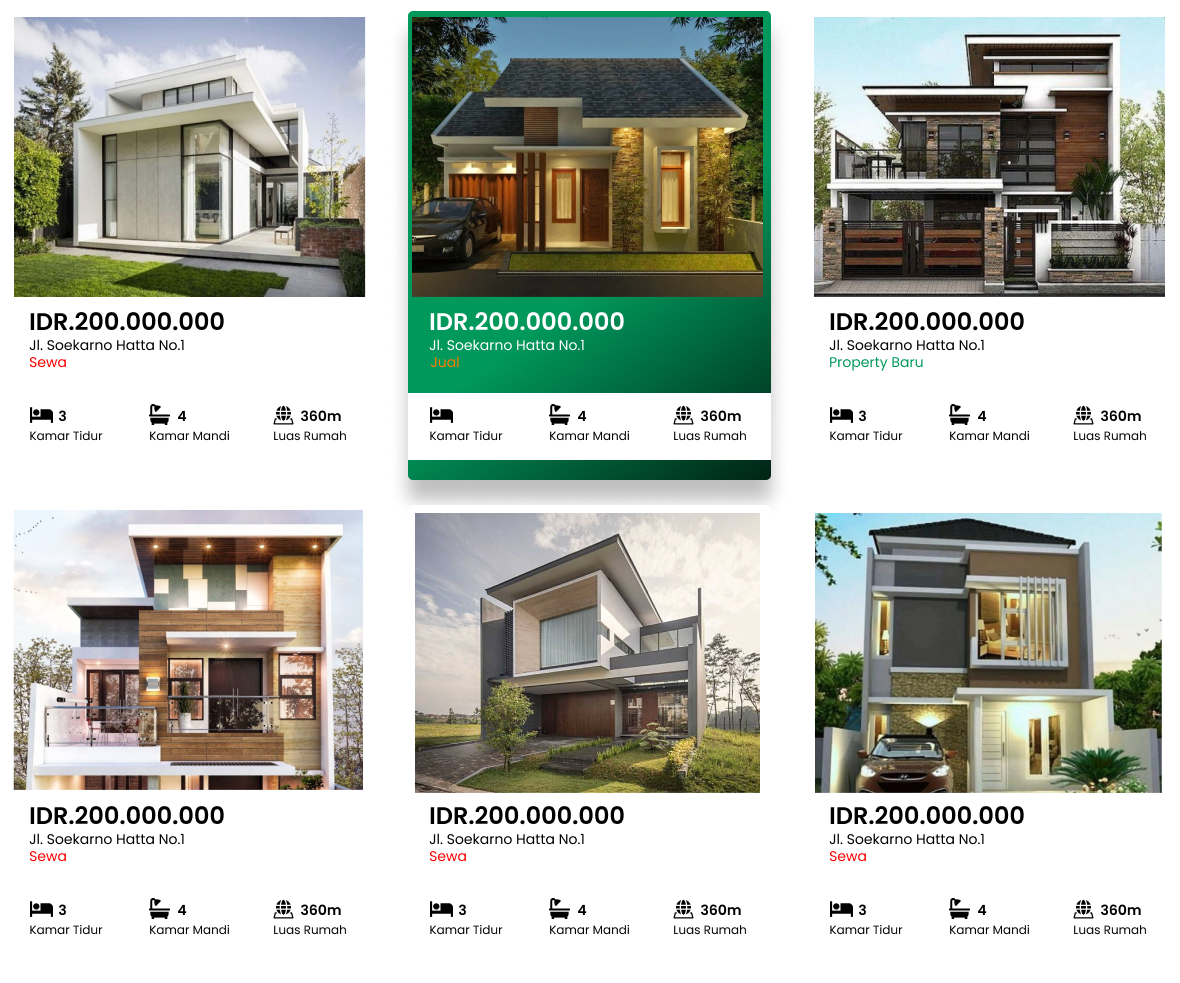 IDR.200.000.000
Jl. Soekarno Hatta No.1
Sewa
3
Kamar Tidur
4
Kamar Mandi
360m
Luas Rumah
IDR.200.000.000
Jl. Soekarno Hatta No.1
Jual
Kamar Tidur
4
Kamar Mandi
360m
Luas Rumah
IDR.200.000.000
Jl. Soekarno Hatta No.1
Property Baru
3
Kamar Tidur
4
Kamar Mandi
360m
Luas Rumah
IDR.200.000.000
Jl. Soekarno Hatta No.1
Sewa
3
Kamar Tidur
4
Kamar Mandi
360m
Luas Rumah
IDR.200.000.000
Jl. Soekarno Hatta No.1
Sewa
3
Kamar Tidur
4
Kamar Mandi
360m
Luas Rumah
IDR.200.000.000
Jl. Soekarno Hatta No.1
Sewa
3
Kamar Tidur
4
Kamar Mandi
360m
Luas Rumah